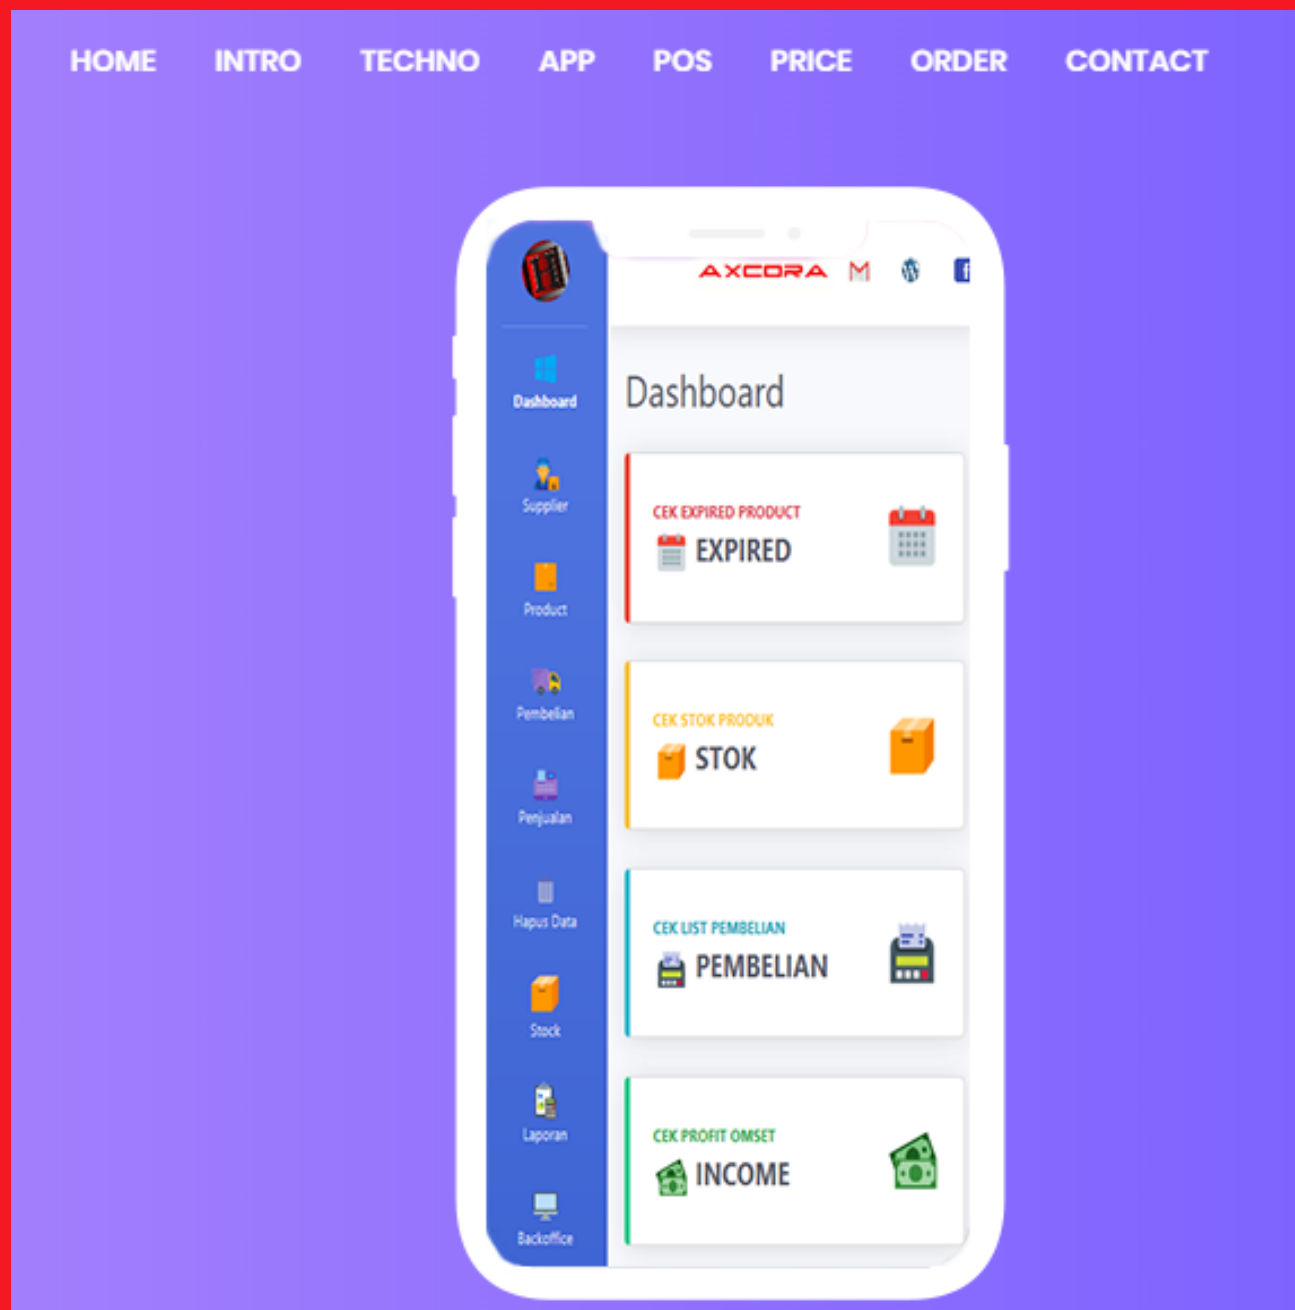 HOME INTRO TECHNO APP POS PRICE ORDER CONTACT
AXCORA
Dashboard
Supplier
Product
Pembelian
Penjualan
Hapus Data
Stock
Laporan
Backoffice
Dashboard
CEK EXPIRED PRODUCT
EXPIRED
CEK STOK PRODUK
STOK
CEK LIST PEMBELIAN
PEMBELIAN
CEK PROFIT OMSET
INCOME